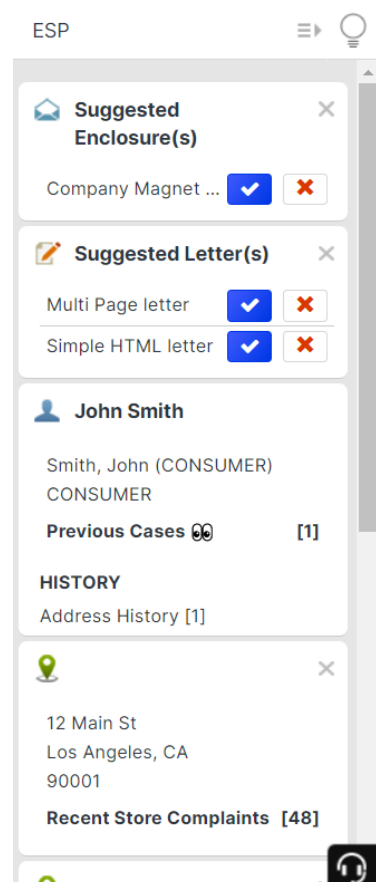 ESP
Suggested
Enclosure(s)
Company Magnet ...
Suggested Letter(s)
Multi Page letter
Simple HTML letter
John Smith
Smith, John (CONSUMER)
CONSUMER
Previous Cases 👀 [1]
HISTORY
Address History [1]
12 Main St
Los Angeles, CA
90001
Recent Store Complaints [48]